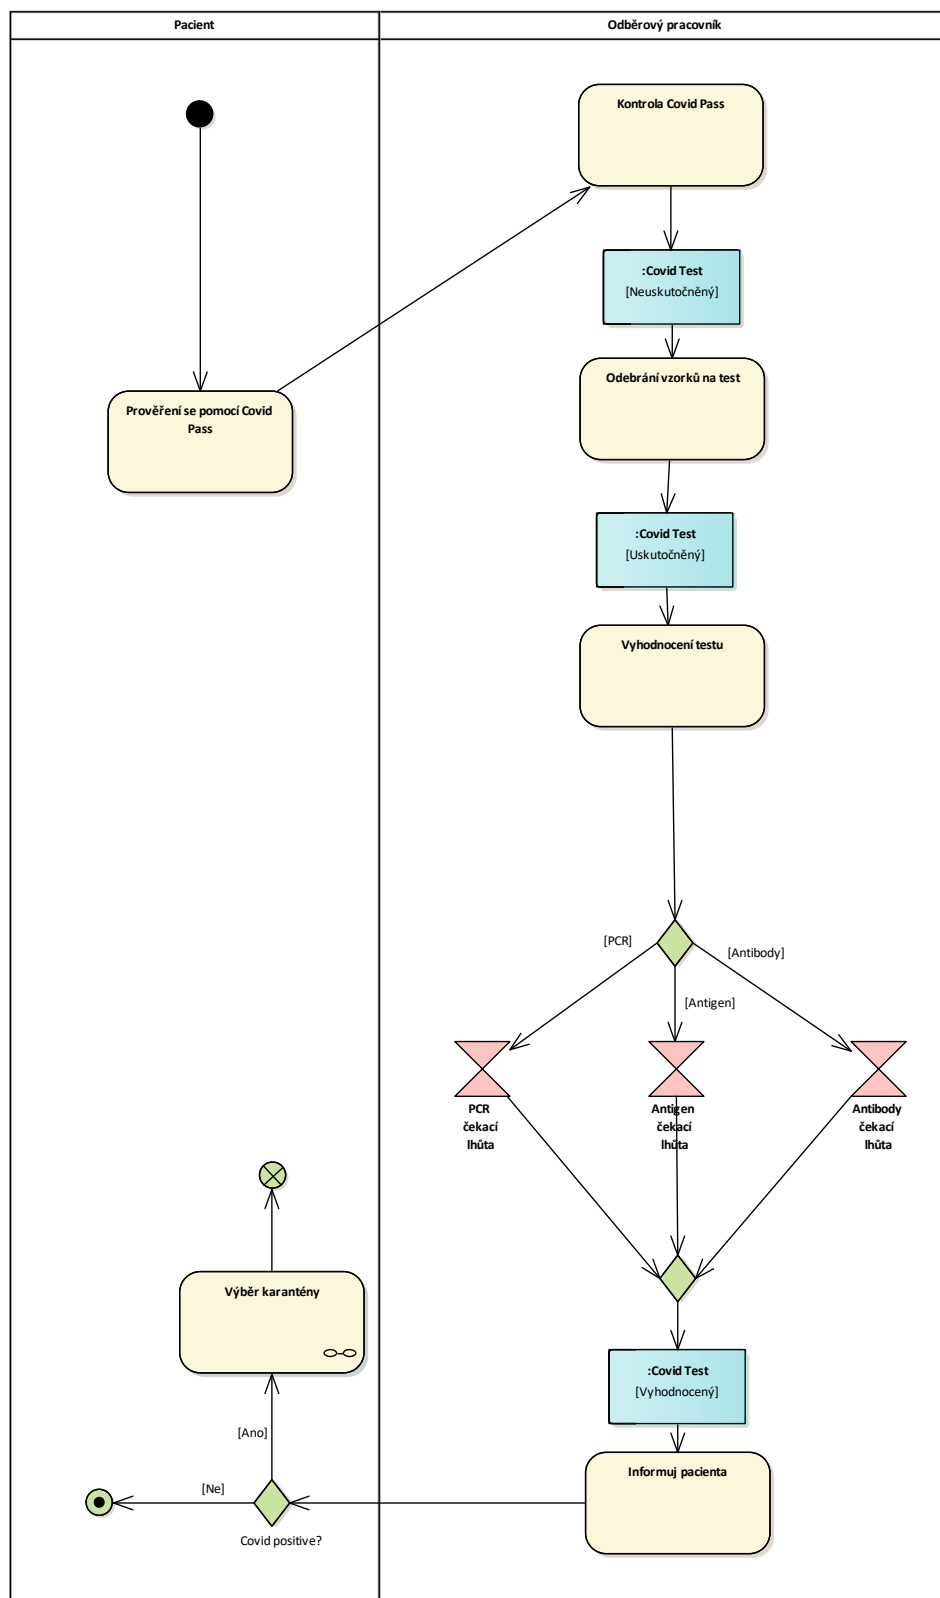 Pacient
Odběrový pracovník
Kontrola Covid Pass
:Covid Test
[Neuskutočněný]
Prověření se pomocí Covid
Pass
Odebrání vzorků na test
:Covid Test
[Uskutočněný]
Vyhodnocení testu
[PCR]
[Antibody]
[Antigen]
PCR
čekací
lhůta
Antigen
čekací
lhůta
Antibody
čekací
lhůta
Výběr karantény
:Covid Test
[Vyhodnocený]
[Ano]
Informuj pacienta
[Ne]
Covid positive?